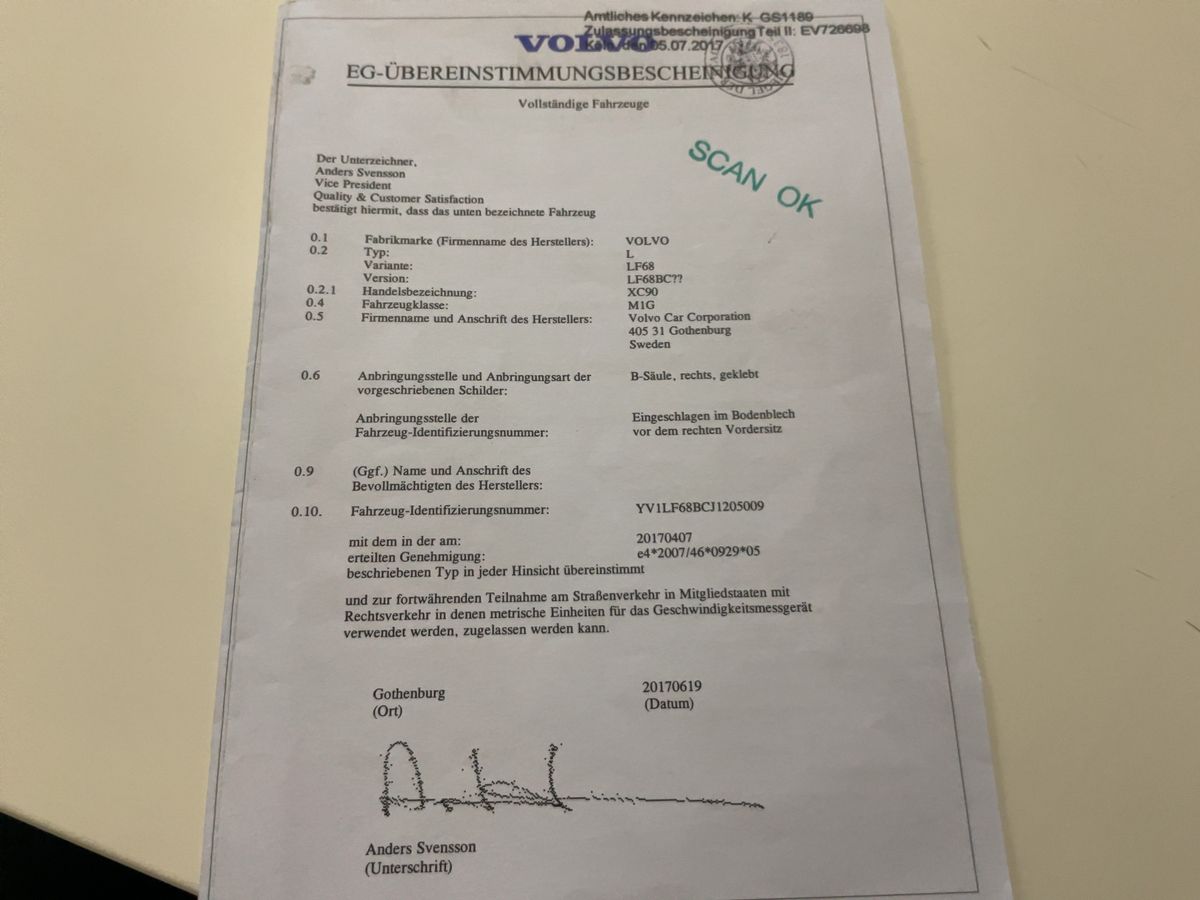 Amtliches Kennzeichen: K GS1189
Zulassungsbescheinigung Teil II: EV726698
Köln, den 05.07.2017
VOLVO
EG-ÜBEREINSTIMMUNGSBESCHEINIGUNG
Vollständige Fahrzeuge
SCAN OK
Der Unterzeichner,
Anders Svensson
Vice President
Quality & Customer Satisfaction
bestätigt hiermit, dass das unten bezeichnete Fahrzeug
0.1 Fabrikmarke (Firmenname des Herstellers): VOLVO
0.2 Typ: L
Variante: LF68
Version: LF68BC??
0.2.1 Handelsbezeichnung: XC90
0.4 Fahrzeugklasse: M1G
0.5 Firmenname und Anschrift des Herstellers: Volvo Car Corporation
405 31 Gothenburg
Sweden
0.6 Anbringungsstelle und Anbringungsart der B-Säule, rechts, geklebt
vorgeschriebenen Schilder:
Anbringungsstelle der Eingeschlagen im Bodenblech
Fahrzeug-Identifizierungsnummer: vor dem rechten Vordersitz
0.9 (Ggf.) Name und Anschrift des
Bevollmächtigten des Herstellers:
0.10. Fahrzeug-Identifizierungsnummer: YV1LF68BCJ1205009
mit dem in der am: 20170407
erteilten Genehmigung: e4*2007/46*0929*05
beschriebenen Typ in jeder Hinsicht übereinstimmt
und zur fortwährenden Teilnahme am Straßenverkehr in Mitgliedstaaten mit
Rechtsverkehr in denen metrische Einheiten für das Geschwindigkeitsmessgerät
verwendet werden, zugelassen werden kann.
Gothenburg 20170619
(Ort) (Datum)
Anders Svensson
(Unterschrift)